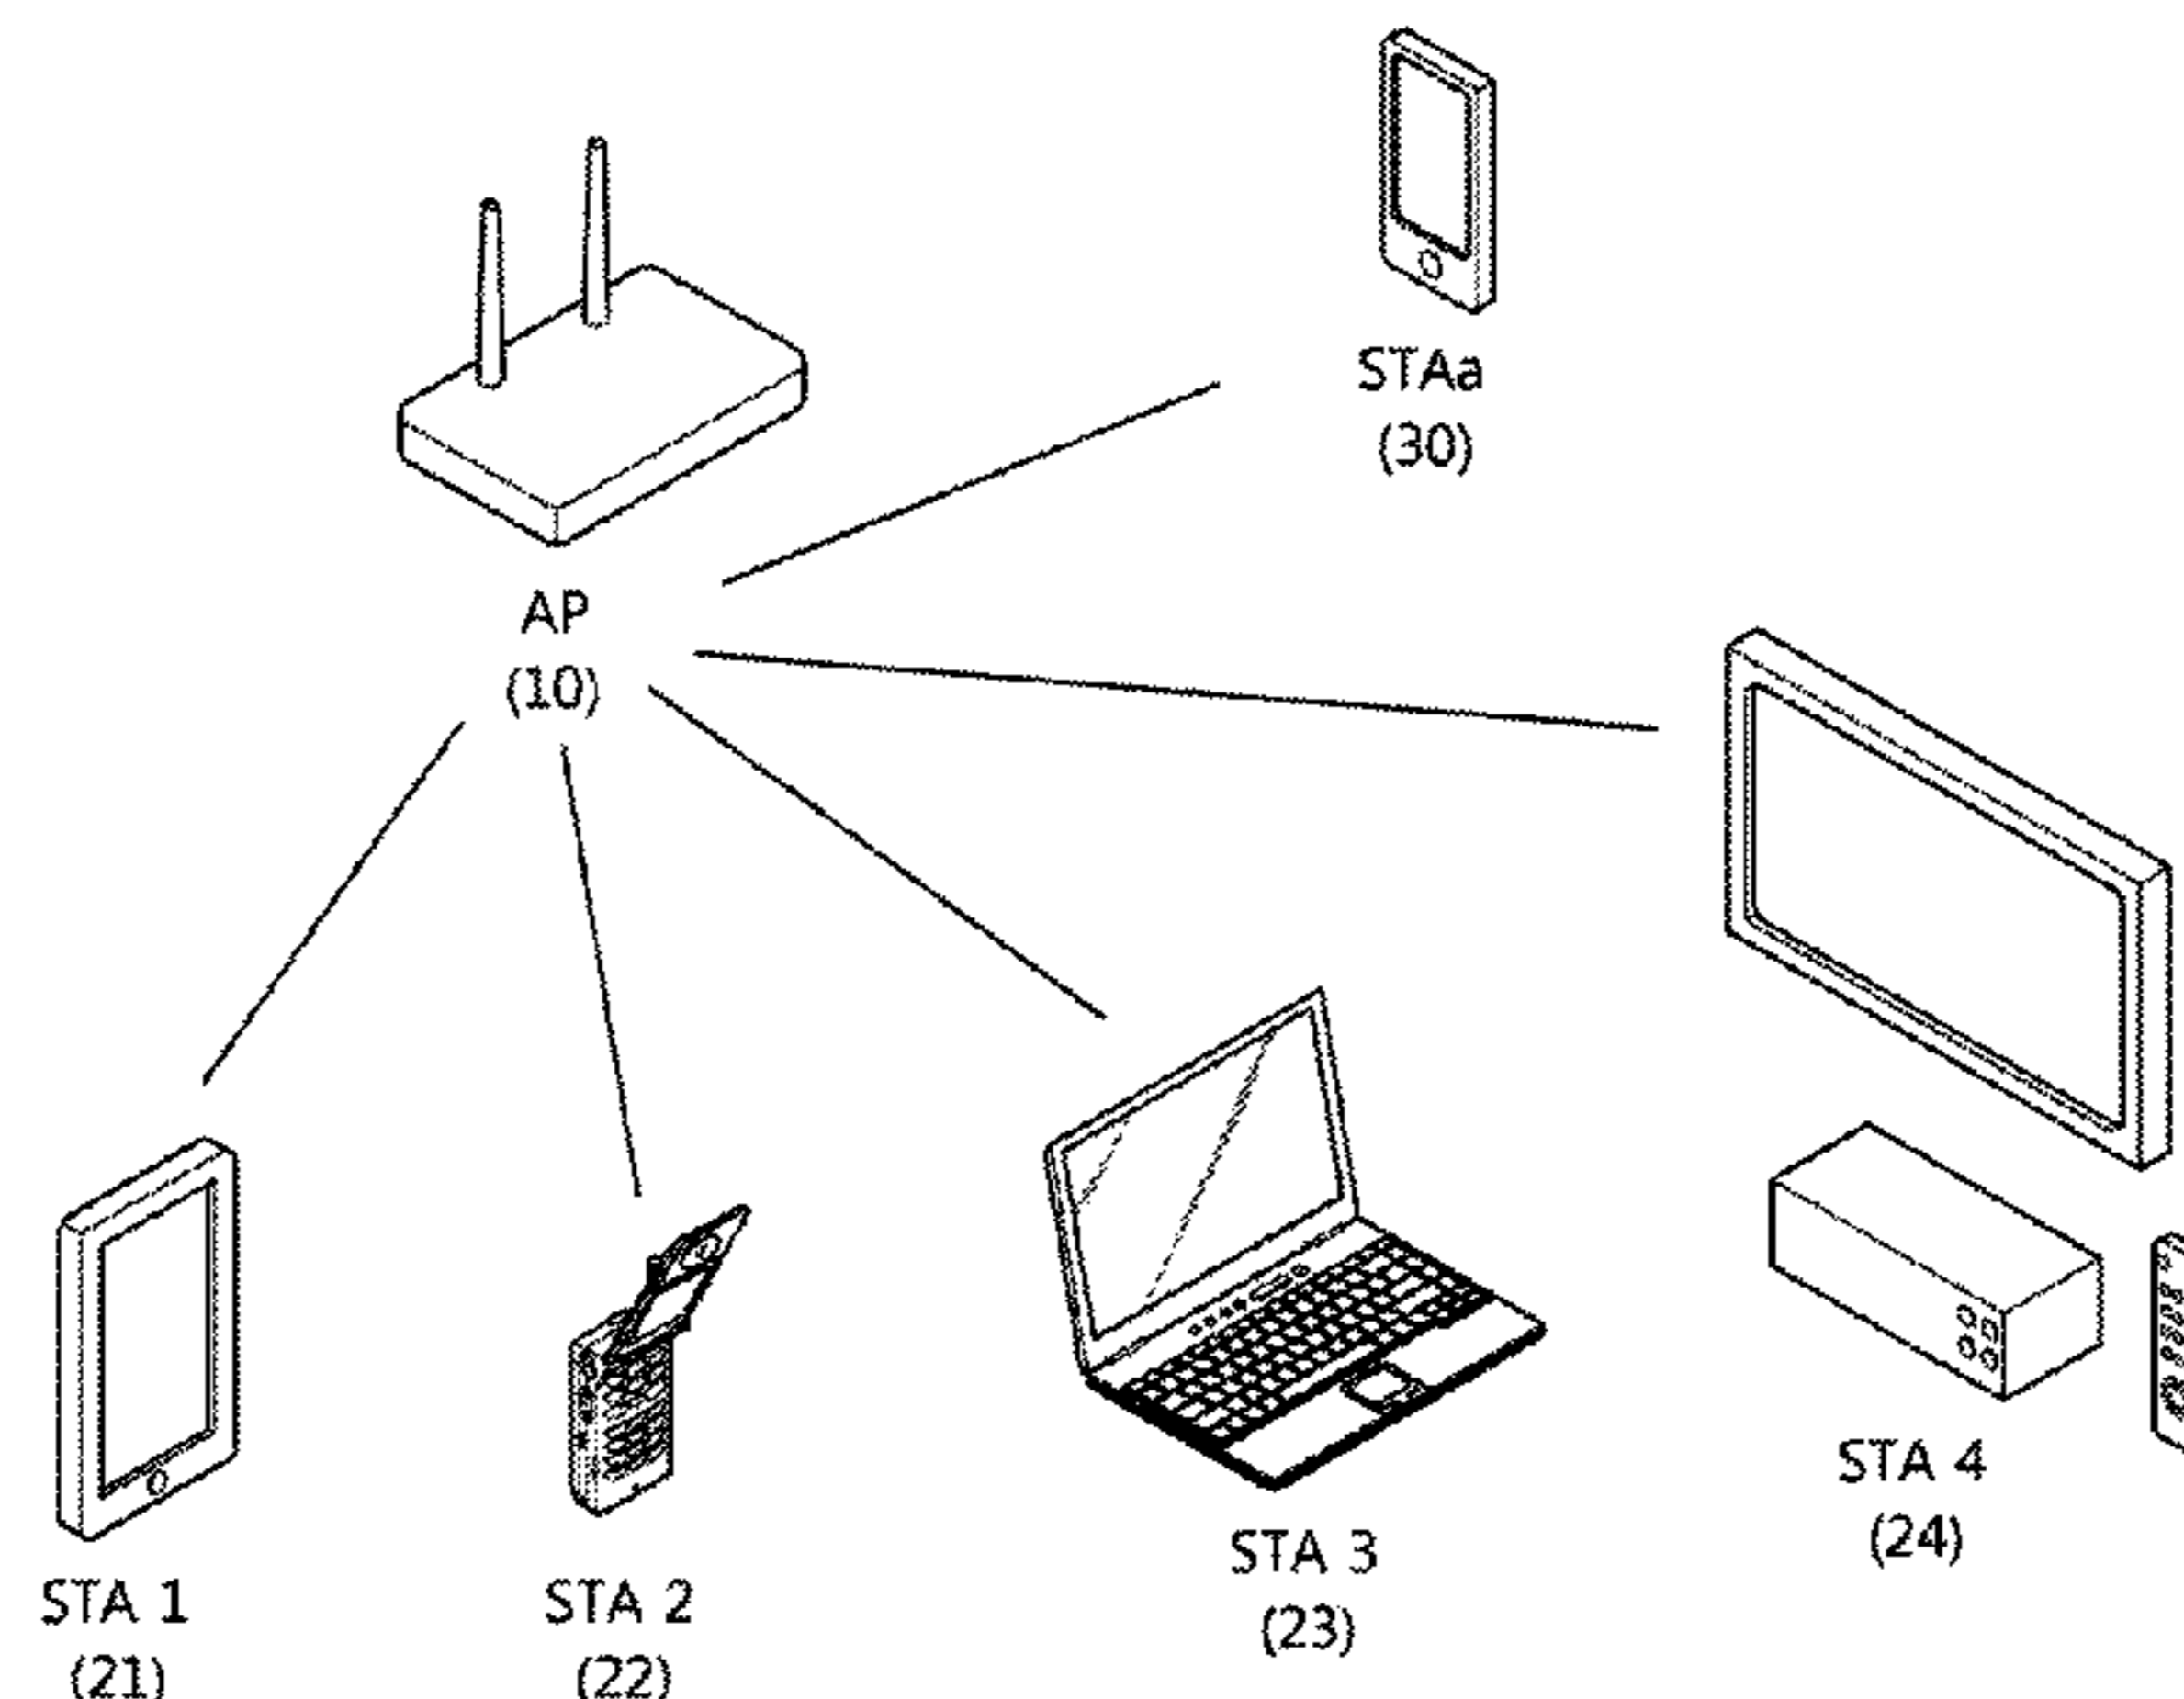 STAa
(30)
AP
(10)
STA 4
(24)
STA 3
(23)
STA 1
(21)
STA 2
(22)